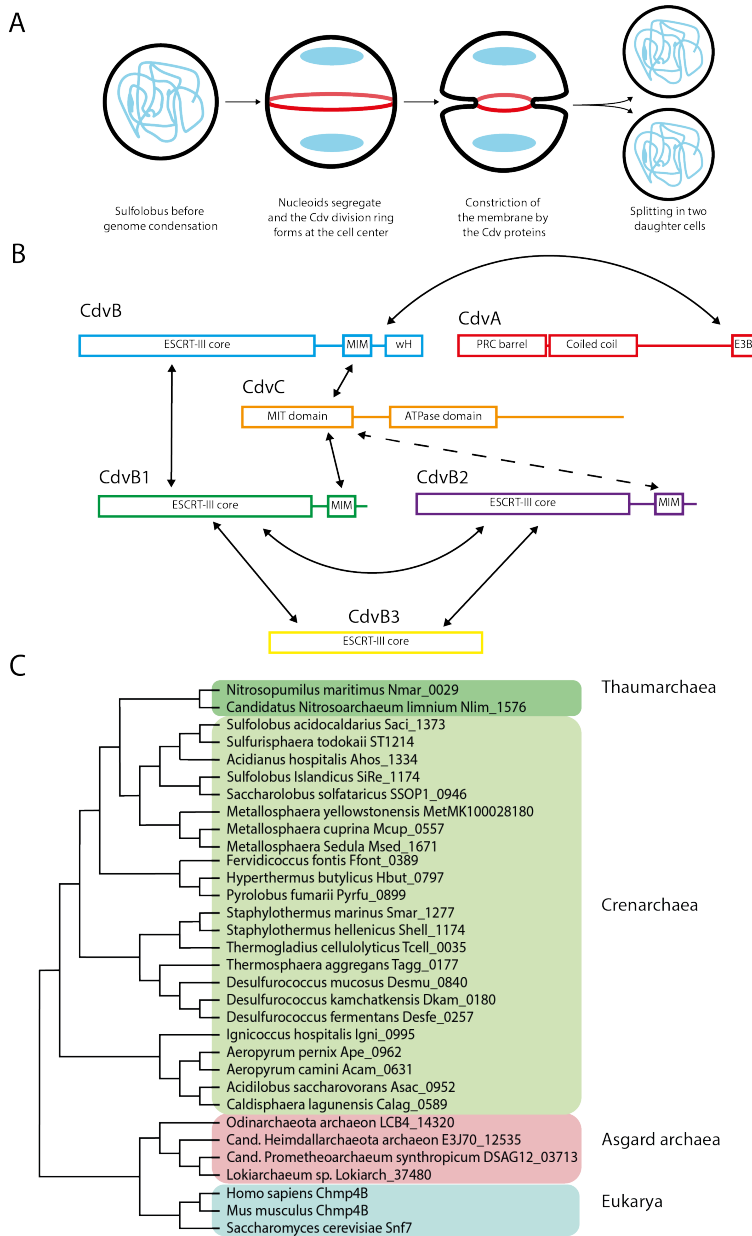 A
Sulfolobus before
genome condensation
Nucleoids segregate
and the Cdv division ring
forms at the cell center
Constriction of
the membrane by
the Cdv proteins
Splitting in two
daughter cells
B
CdvB
ESCRT-III core
MIM
wH
CdvA
PRC barrel
Coiled coil
E3B
CdvC
MIT domain
ATPase domain
CdvB1
ESCRT-III core
MIM
CdvB2
ESCRT-III core
MIM
CdvB3
ESCRT-III core
C
Nitrosopumilus maritimus Nmar_0029
Candidatus Nitrosoarchaeum limnium Nlim_1576
Thaumarchaea
Sulfolobus acidocaldarius Saci_1373
Sulfurisphaera todokaii ST1214
Acidianus hospitalis Ahos_1334
Sulfolobus Islandicus SiRe_1174
Saccharolobus solfataricus SSOP1_0946
Metallosphaera yellowstonensis MetMK100028180
Metallosphaera cuprina Mcup_0557
Metallosphaera Sedula Msed_1671
Fervidicoccus fontis Ffont_0389
Hyperthermus butylicus Hbut_0797
Pyrolobus fumarii Pyrfu_0899
Staphylothermus marinus Smar_1277
Staphylothermus hellenicus Shell_1174
Thermogladius cellulolyticus Tcell_0035
Thermosphaera aggregans Tagg_0177
Desulfurococcus mucosus Desmu_0840
Desulfurococcus kamchatkensis Dkam_0180
Desulfurococcus fermentans Desfe_0257
Ignicoccus hospitalis Igni_0995
Aeropyrum pernix Ape_0962
Aeropyrum camini Acam_0631
Acidilobus saccharovorans Asac_0952
Caldisphaera lagunensis Calag_0589
Crenarchaea
Odinarchaeota archaeon LCB4_14320
Cand. Heimdallarchaeota archaeon E3J70_12535
Cand. Prometheoarchaeum synthropicum DSAG12_03713
Lokiarchaeum sp. Lokiarch_37480
Asgard archaea
Homo sapiens Chmp4B
Mus musculus Chmp4B
Saccharomyces cerevisiae Snf7
Eukarya